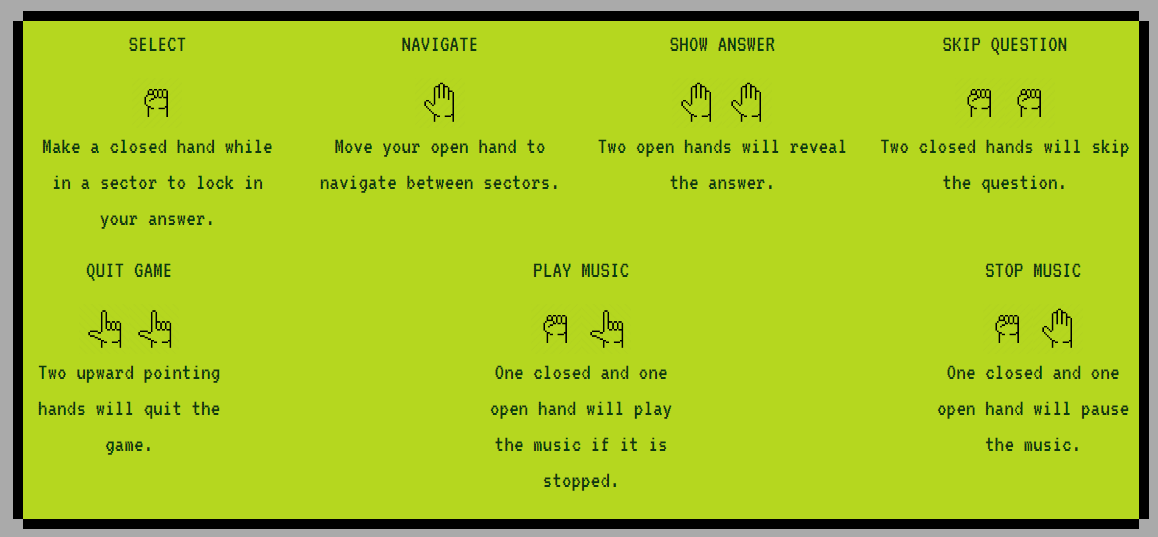 SELECT
Make a closed hand while
in a sector to lock in
your answer.
NAVIGATE
Move your open hand to
navigate between sectors.
SHOW ANSWER
Two open hands will reveal
the answer.
SKIP QUESTION
Two closed hands will skip
the question.
QUIT GAME
Two upward pointing
hands will quit the
game.
PLAY MUSIC
One closed and one
open hand will play
the music if it is
stopped.
STOP MUSIC
One closed and one
open hand will pause
the music.